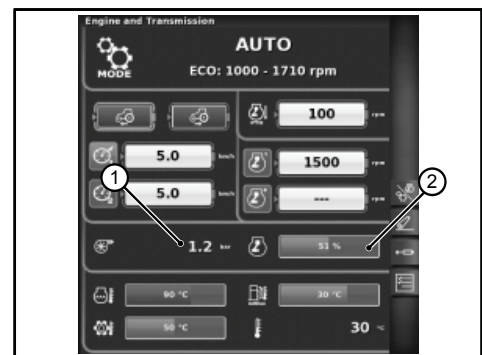 Engine and Transmission
AUTO
MODE
ECO: 1000 - 1710 rpm
100 rpm
5.0 km/h
1500 rpm
5.0 km/h
--- rpm
1
2
1.2 bar
51 %
90 °C
30 °C
50 °C
30 °C